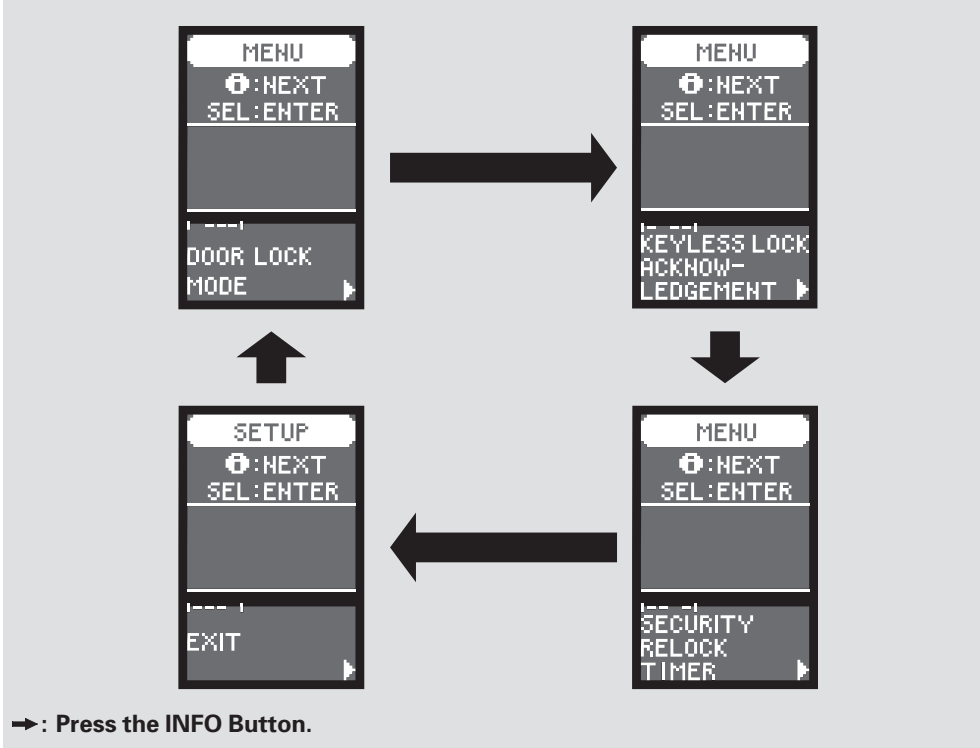 MENU
i:NEXT
SEL:ENTER
DOOR LOCK
MODE
MENU
i:NEXT
SEL:ENTER
KEYLESS LOCK
ACKNOW-
LEDGEMENT
SETUP
i:NEXT
SEL:ENTER
EXIT
MENU
i:NEXT
SEL:ENTER
SECURITY
RELOCK
TIMER
→: Press the INFO Button.